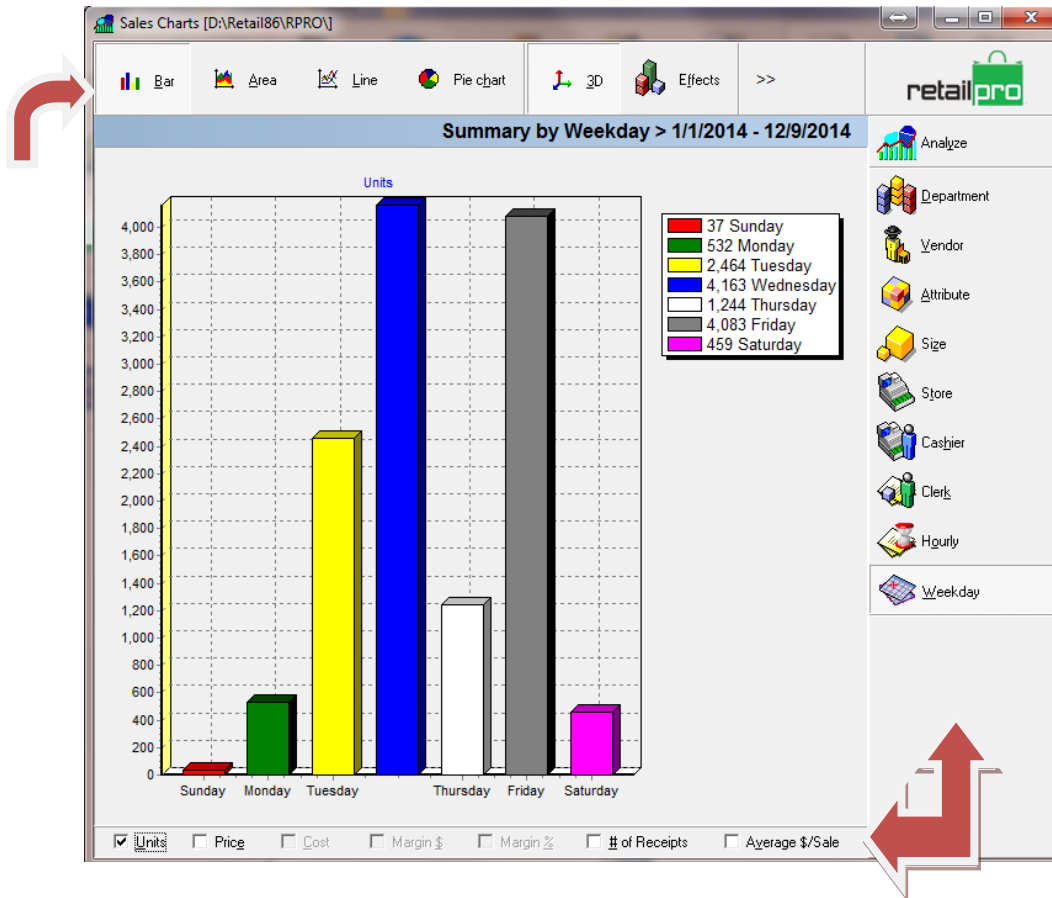 Sales Charts [D:\Retail86\RPRO\]
Bar
Area
Line
Pie chart
3D
Effects
>>
retailpro
Summary by Weekday > 1/1/2014 - 12/9/2014
Analyze
Department
Vendor
Attribute
Size
Store
Cashier
Clerk
Hourly
Weekday
Units
4,000
3,800
3,600
3,400
3,200
3,000
2,800
2,600
2,400
2,200
2,000
1,800
1,600
1,400
1,200
1,000
800
600
400
200
0
Sunday Monday Tuesday Thursday Friday Saturday
37 Sunday
532 Monday
2,464 Tuesday
4,163 Wednesday
1,244 Thursday
4,083 Friday
459 Saturday
Units Price Cost Margin $ Margin % # of Receipts Average $/Sale